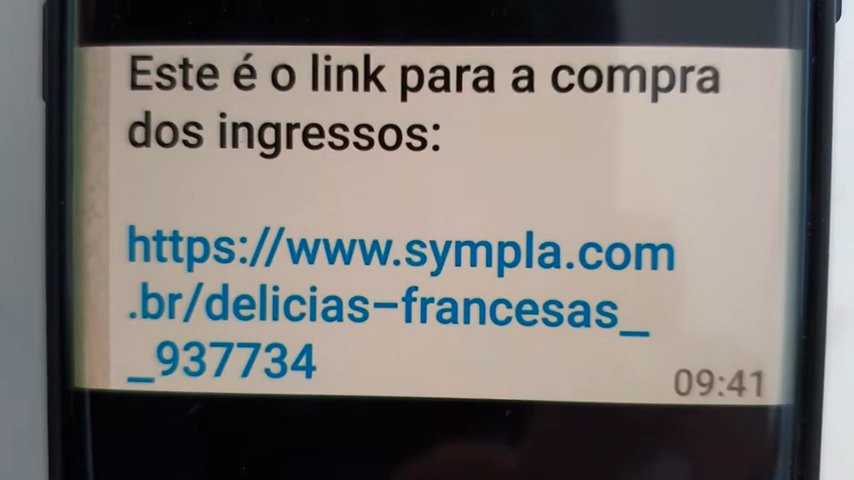 Este é o link para a compra
dos ingressos:
https://www.sympla.com
.br/delicias-francesas_
_937734
09:41